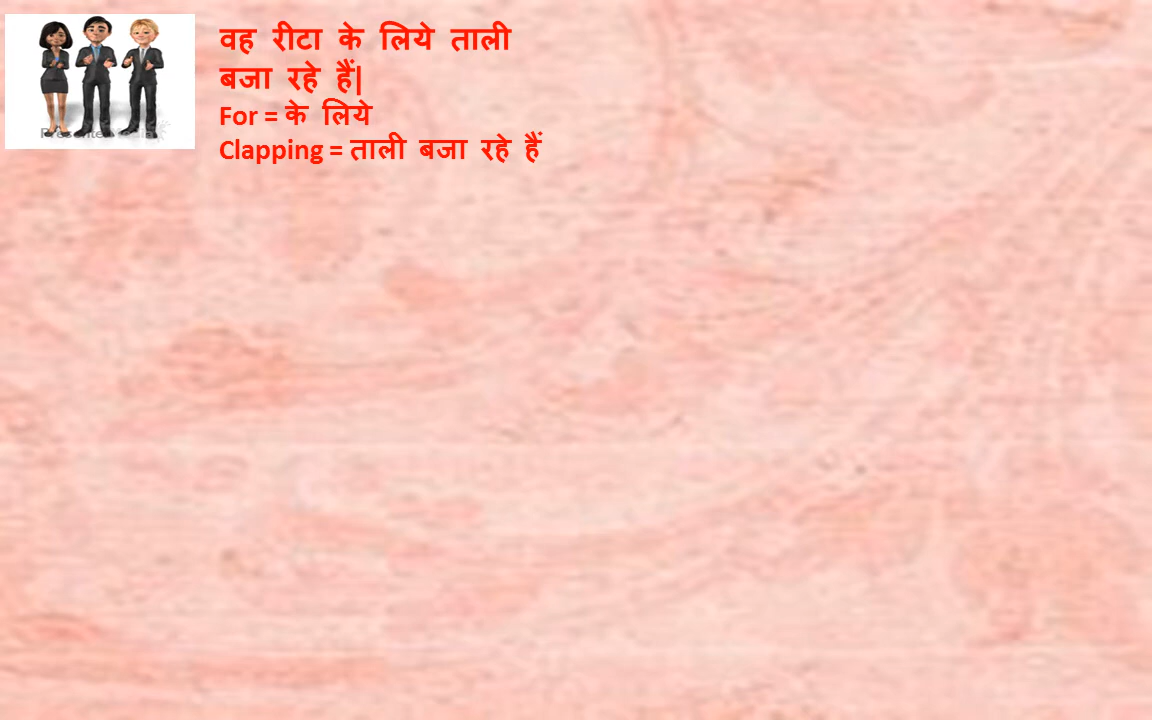 वह रीटा के लिये ताली
बजा रहे हैं|
For = के लिये
Clapping = ताली बजा रहे हैं